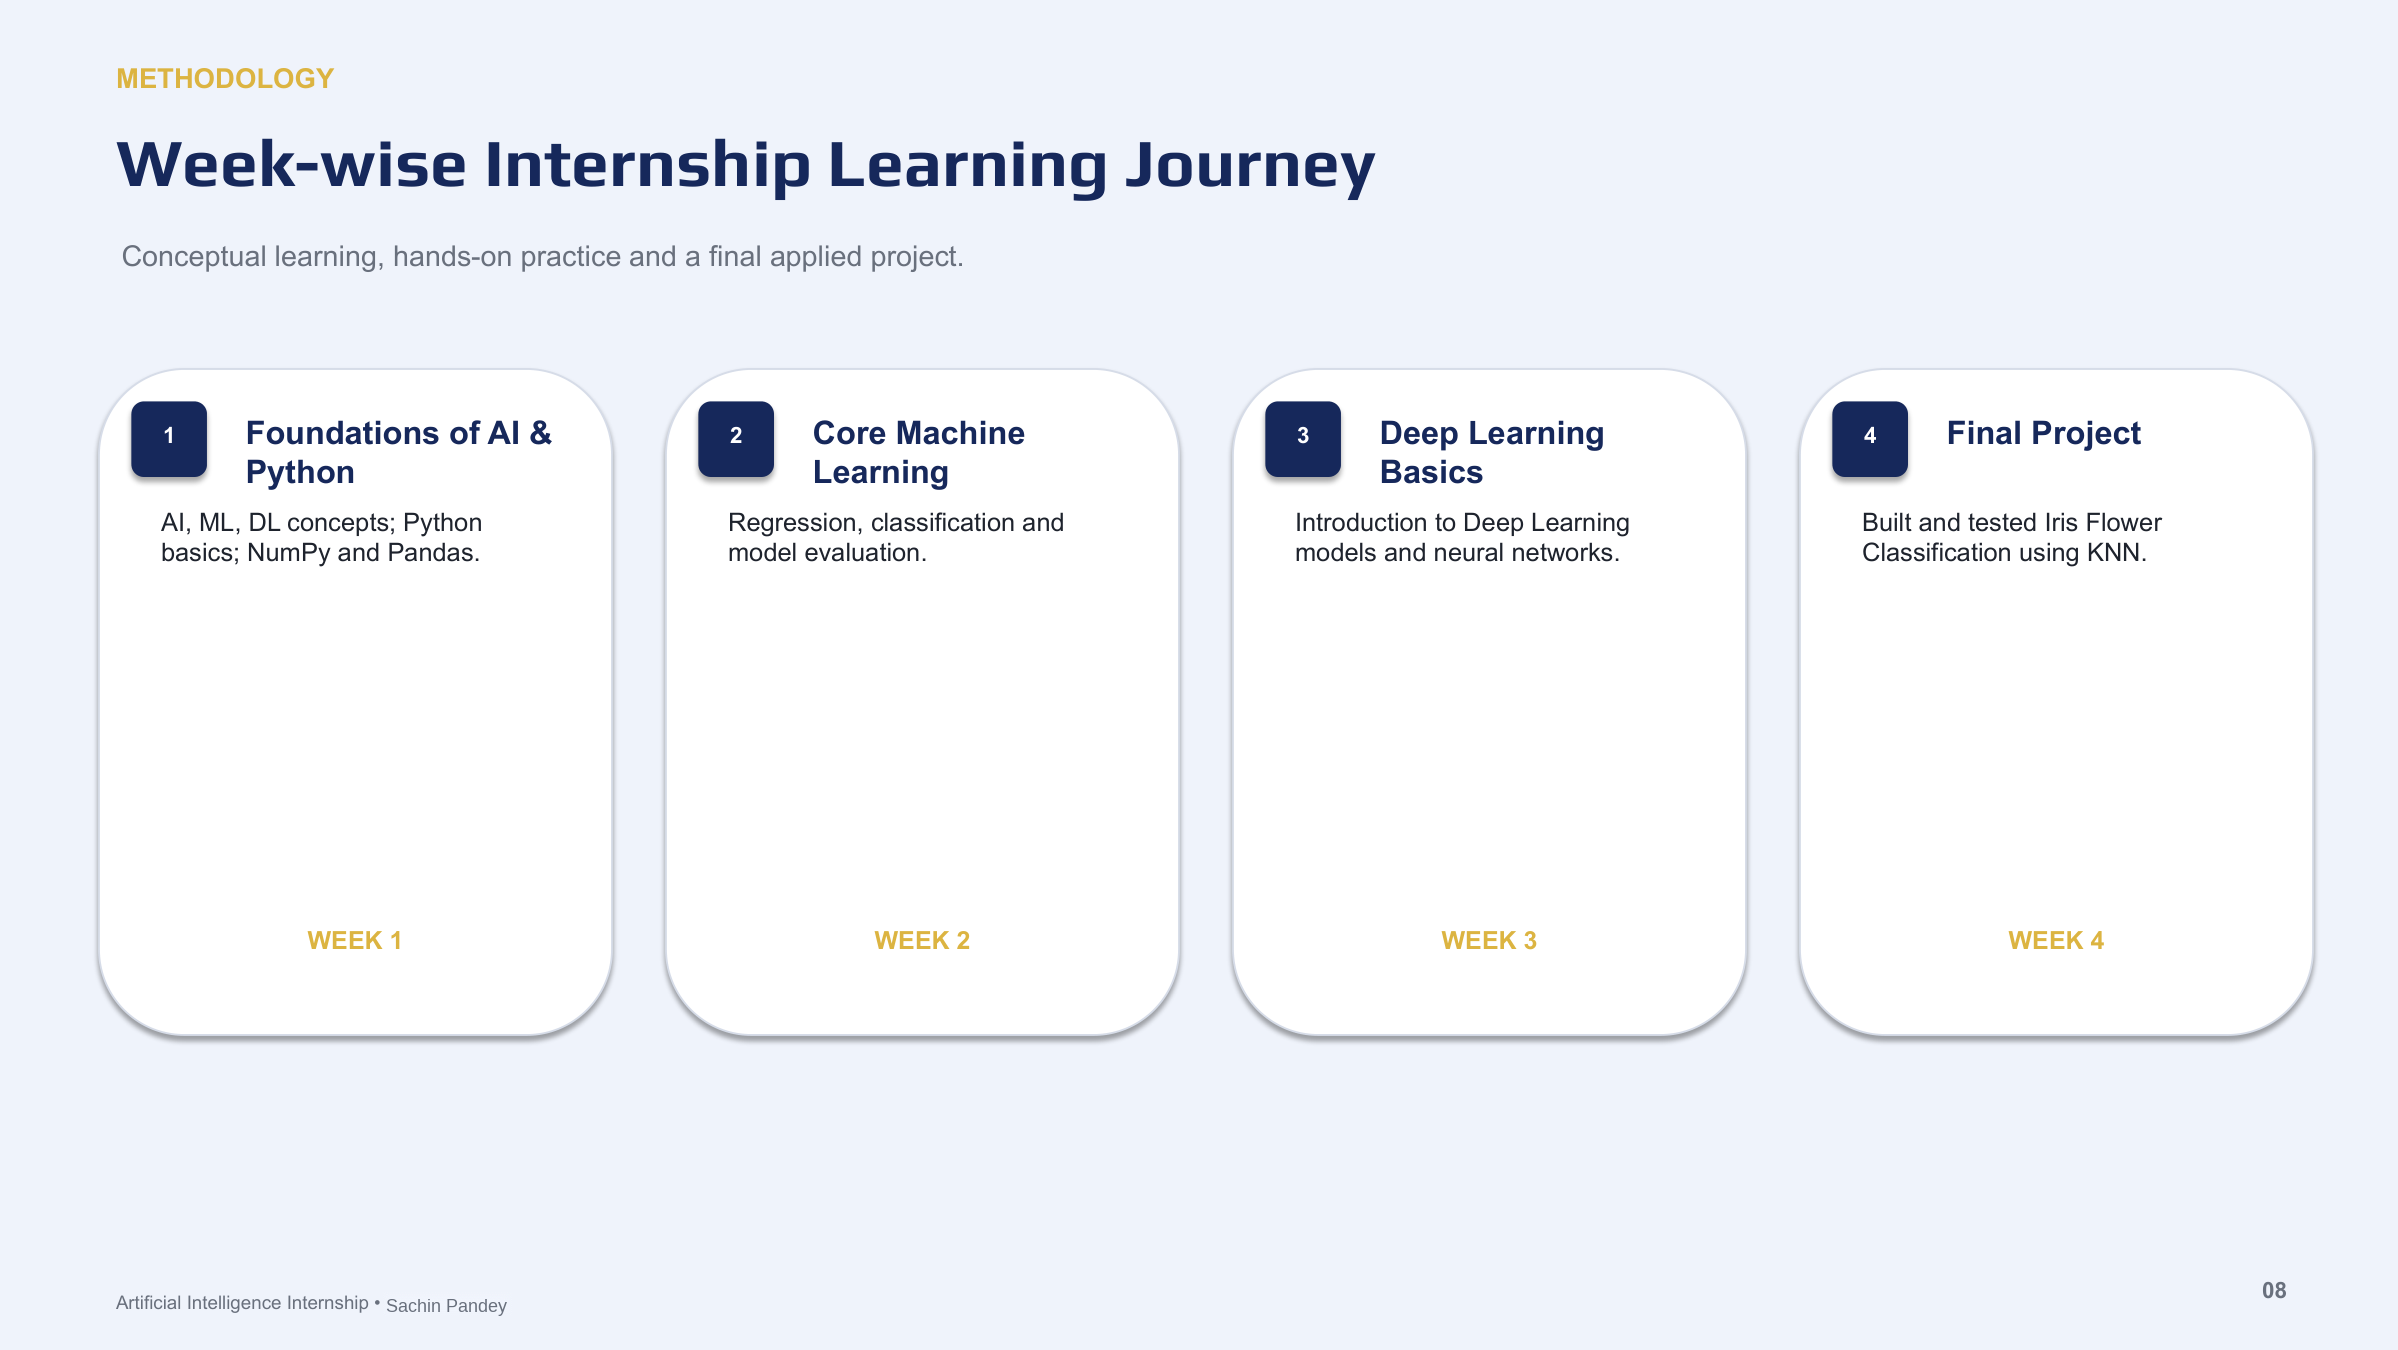 METHODOLOGY
Week-wise Internship Learning Journey
Conceptual learning, hands-on practice and a final applied project.
1
Foundations of AI &
Python
AI, ML, DL concepts; Python
basics; NumPy and Pandas.
WEEK 1
2
Core Machine
Learning
Regression, classification and
model evaluation.
WEEK 2
3
Deep Learning
Basics
Introduction to Deep Learning
models and neural networks.
WEEK 3
4
Final Project
Built and tested Iris Flower
Classification using KNN.
WEEK 4
Artificial Intelligence Internship • Sachin Pandey
08